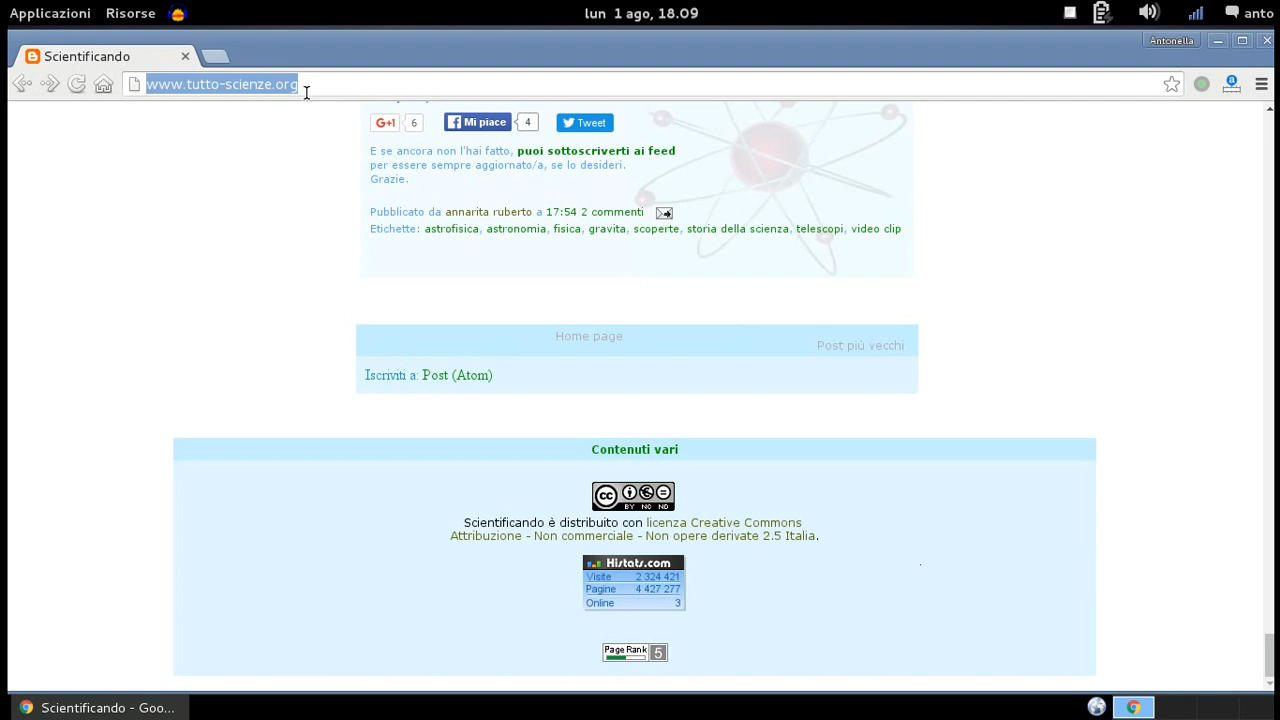 Applicazioni Risorse lun 1 ago, 18.09 anto
Scientificando Antonella
www.tutto-scienze.org
G+1 6 Mi piace 4 Tweet
E se ancora non l'hai fatto, puoi sottoscriverti ai feed
per essere sempre aggiornato/a, se lo desideri.
Grazie.
Pubblicato da annarita ruberto a 17:54 2 commenti
Etichette: astrofisica, astronomia, fisica, gravita, scoperte, storia della scienza, telescopi, video clip
Home page
Post più vecchi
Iscriviti a: Post (Atom)
Contenuti vari
cc BY NC ND
Scientificando è distribuito con licenza Creative Commons
Attribuzione - Non commerciale - Non opere derivate 2.5 Italia.
Histats.com
Visite 2 324 421
Pagine 4 427 277
Online 3
Page Rank 5
Scientificando - Goo...